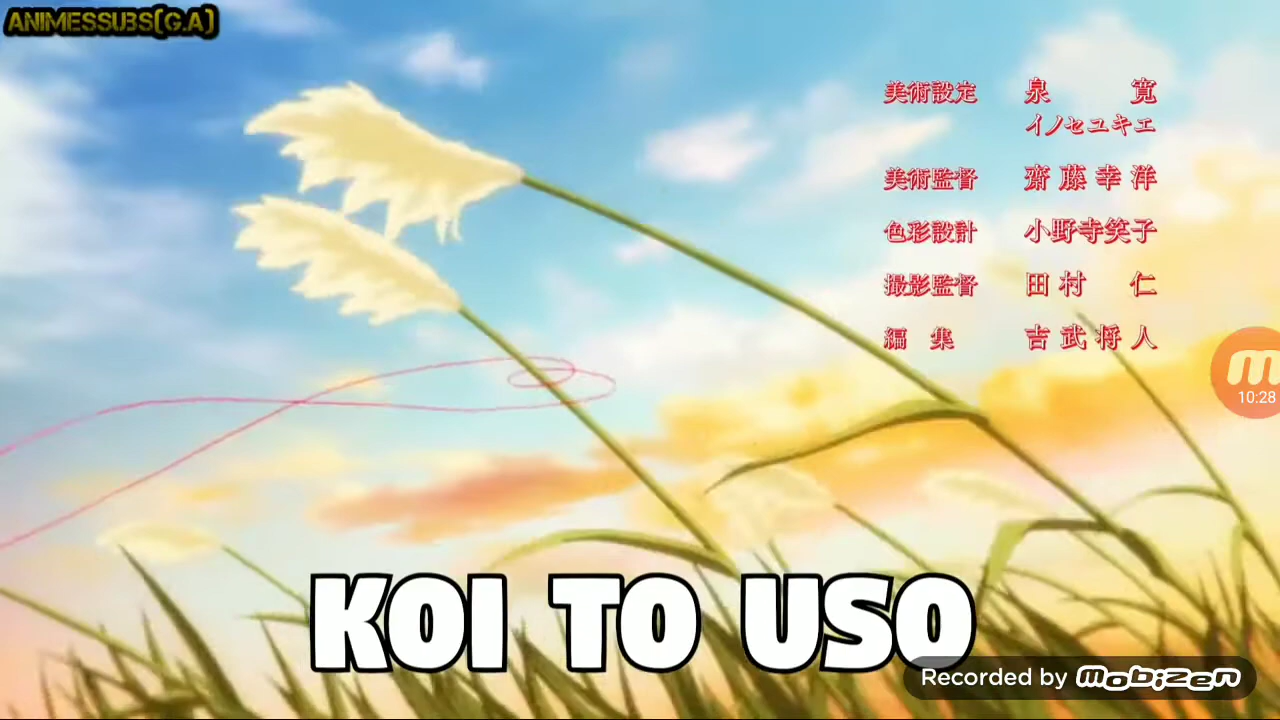 ANIMESSUBS(G.A)
美術設定 泉 寛
イノセユキエ
美術監督 齋藤幸洋
色彩設計 小野寺笑子
撮影監督 田村 仁
編集 吉武将人
m
10:28
KOI TO USO
Recorded by mobizen